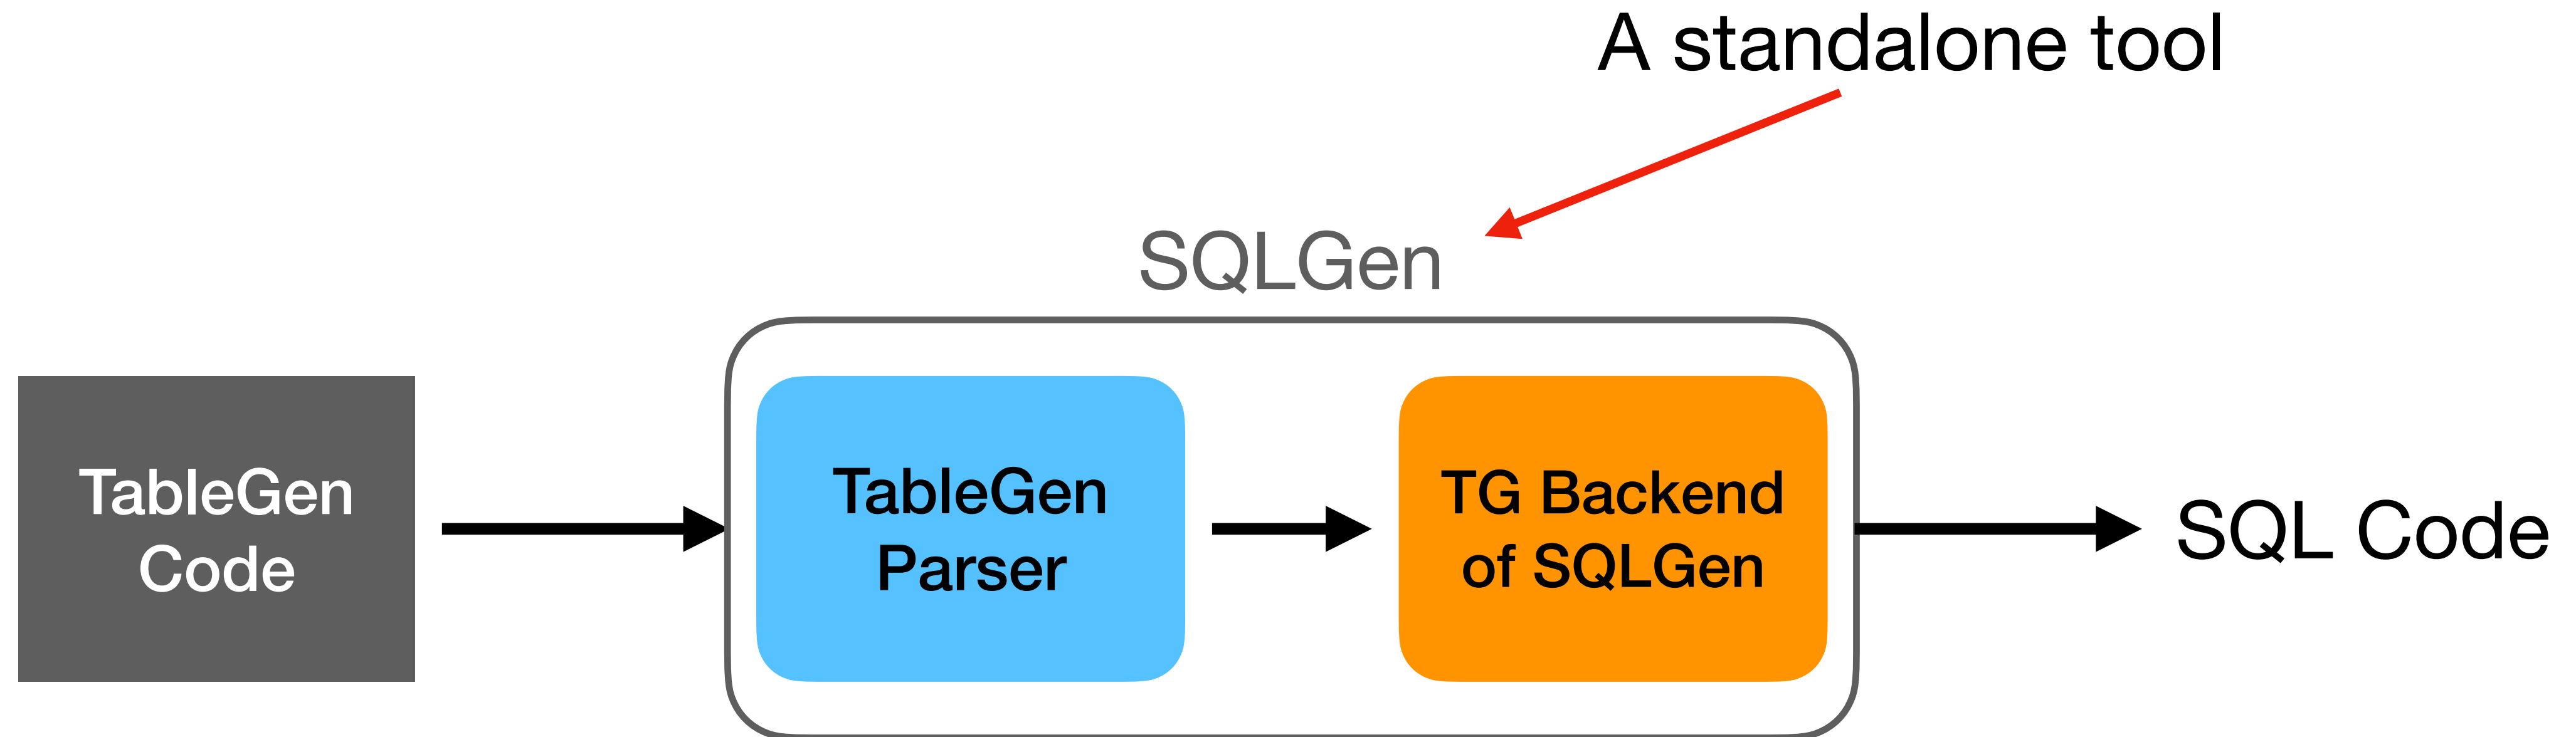 A standalone tool
SQLGen
TableGen
Code
TableGen
Parser
TG Backend
of SQLGen
SQL Code